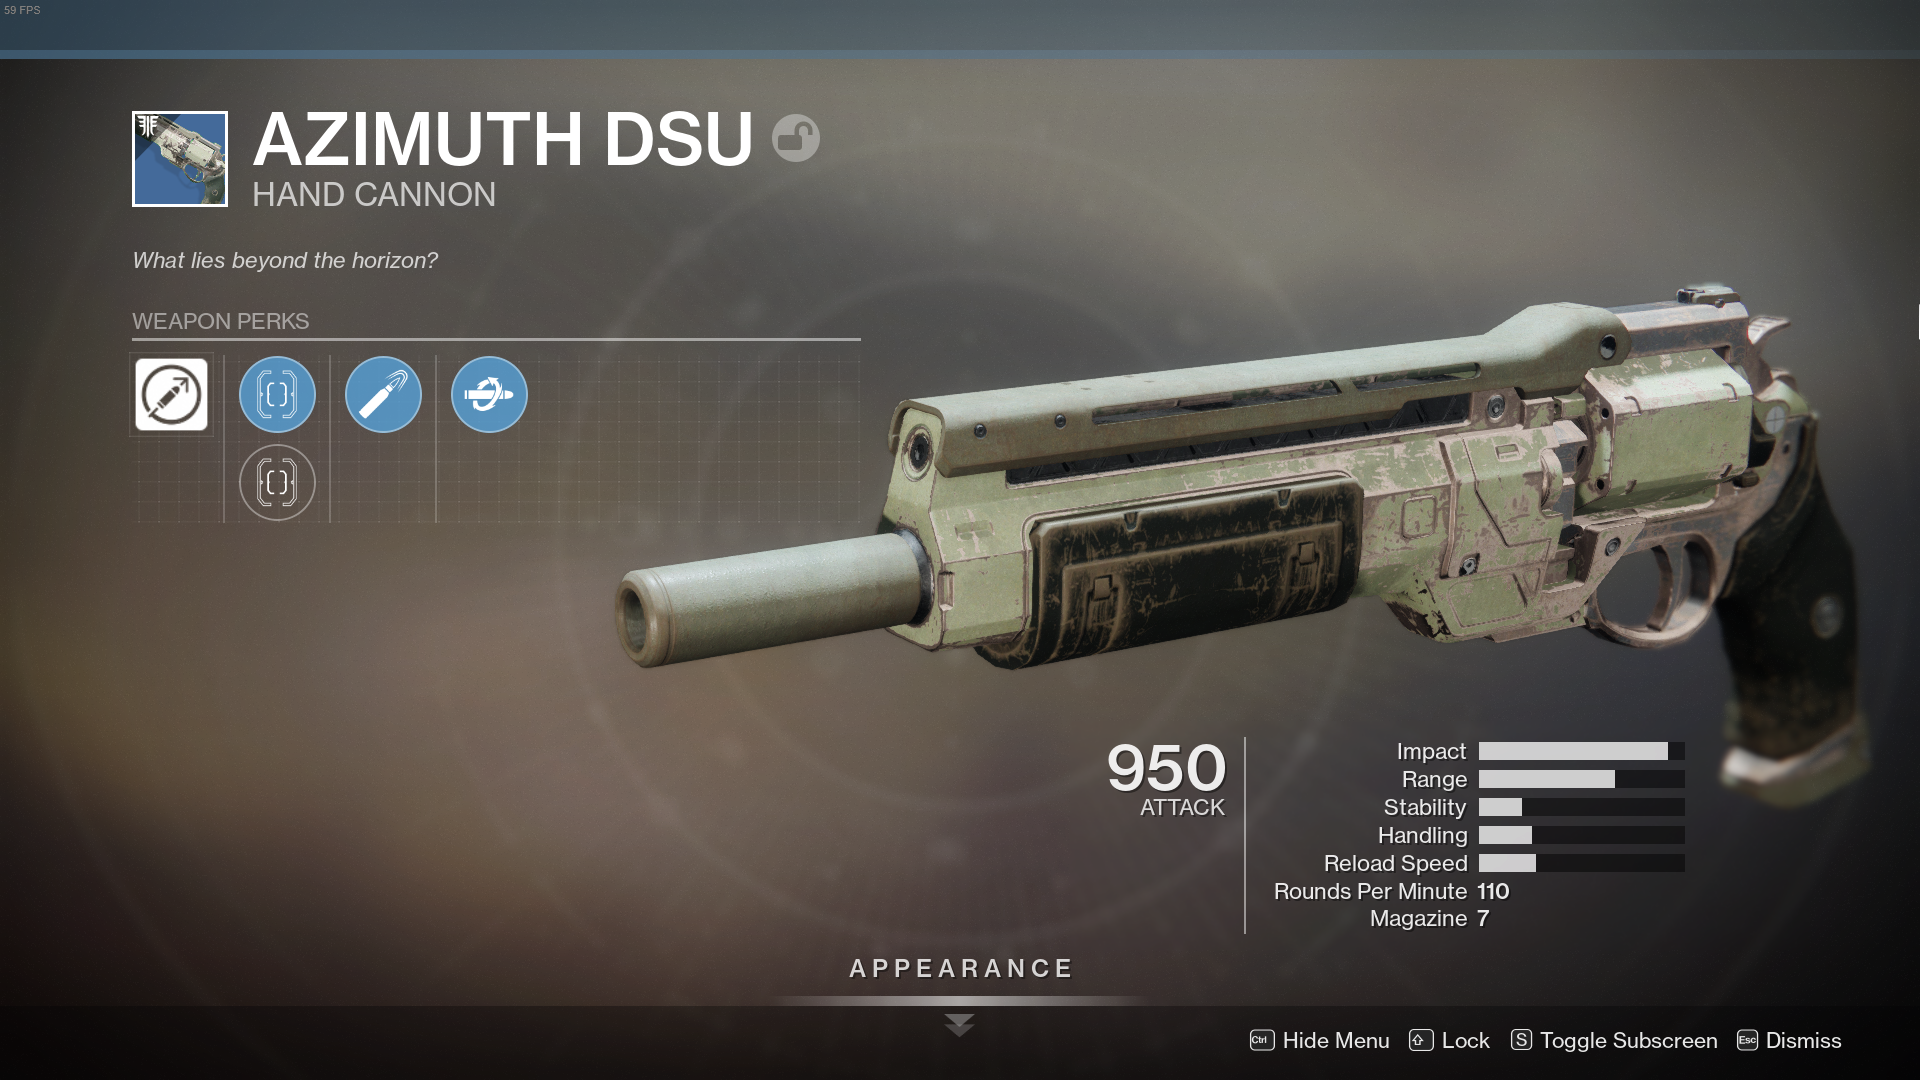 59 FPS
AZIMUTH DSU
HAND CANNON
What lies beyond the horizon?
WEAPON PERKS
950
ATTACK
Impact
Range
Stability
Handling
Reload Speed
Rounds Per Minute 110
Magazine 7
APPEARANCE
Ctrl Hide Menu Lock S Toggle Subscreen Esc Dismiss